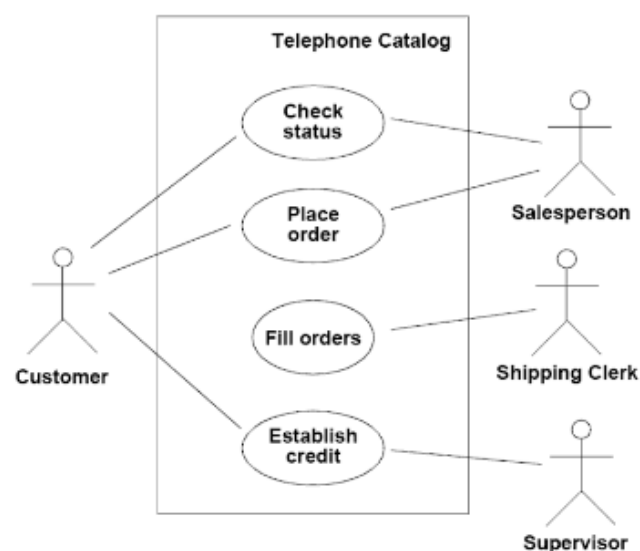 Telephone Catalog
Check
status
Place
order
Salesperson
Fill orders
Customer
Shipping Clerk
Establish
credit
Supervisor